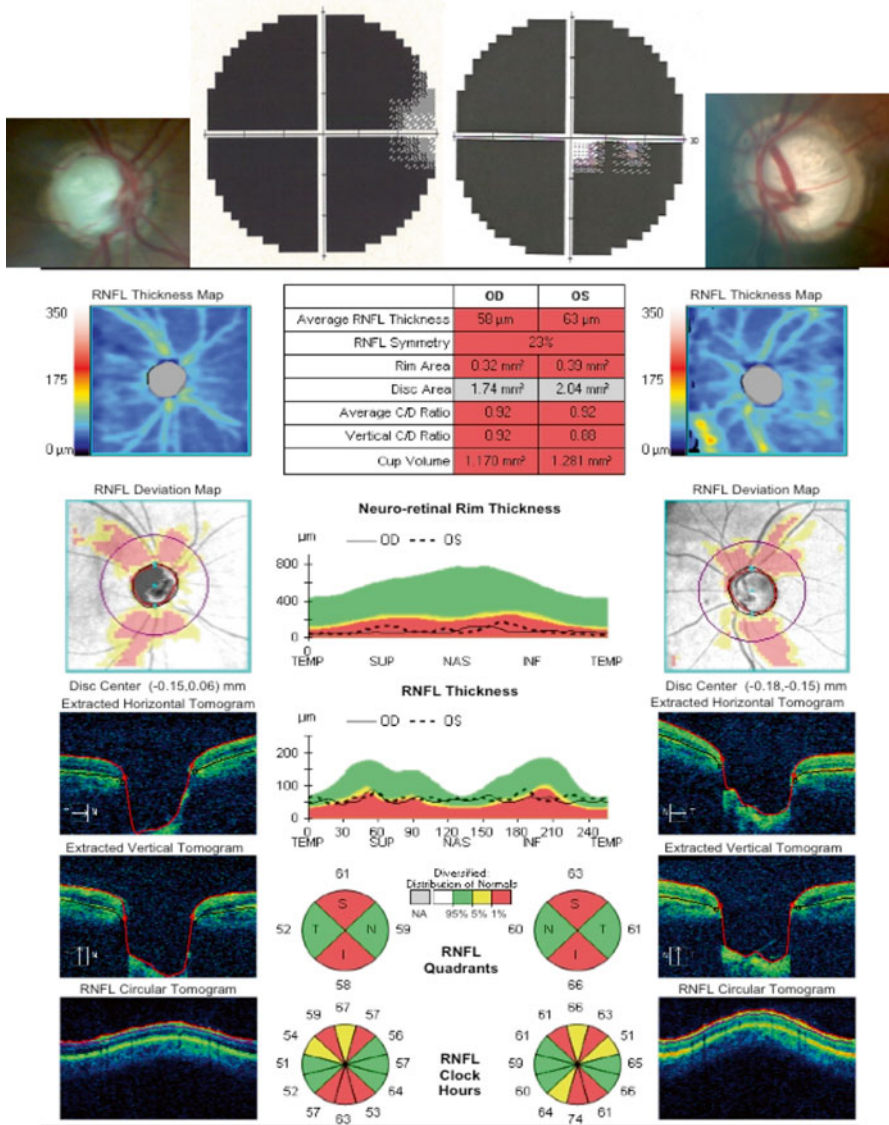 30
RNFL Thickness Map
350
175
0 µm
OD OS
Average RNFL Thickness 58 µm 63 µm
RNFL Symmetry 23%
Rim Area 0.32 mm² 0.39 mm²
Disc Area 1.74 mm² 2.04 mm²
Average C/D Ratio 0.92 0.92
Vertical C/D Ratio 0.92 0.88
Cup Volume 1.170 mm² 1.281 mm²
RNFL Thickness Map
350
175
0 µm
RNFL Deviation Map
Disc Center (-0.15,0.06) mm
Neuro-retinal Rim Thickness
µm OD OS
800
400
0
TEMP SUP NAS INF TEMP
RNFL Deviation Map
Disc Center (-0.18,-0.15) mm
Extracted Horizontal Tomogram
T N
RNFL Thickness
µm OD OS
200
100
0
0 30 60 90 120 150 180 210 240
TEMP SUP NAS INF TEMP
Extracted Horizontal Tomogram
T
Extracted Vertical Tomogram
N
Diversified:
Distribution of Normals
NA 95% 5% 1%
61
52 S T N I 59
58
RNFL
Quadrants
63
60 S N T I 61
66
Extracted Vertical Tomogram
N
RNFL Circular Tomogram
67
59 57
54 56
51 57
52 64
57 53
63
RNFL
Clock
Hours
66
61 63
61 51
59 65
60 66
64 61
74
RNFL Circular Tomogram